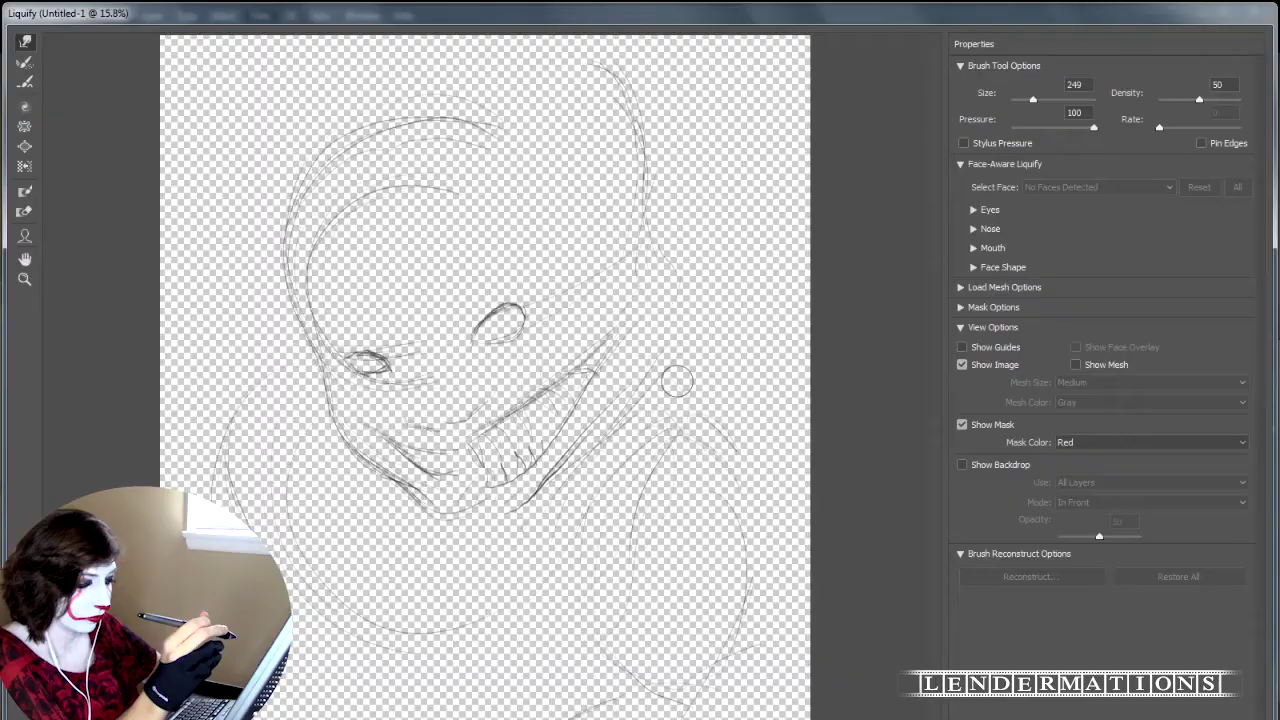 Liquify (Untitled-1 @ 15.8%)
Properties
Brush Tool Options
Size: 249 Density: 50
Pressure: 100 Rate:
Stylus Pressure Pin Edges
Face-Aware Liquify
Select Face: No Faces Detected Reset All
Eyes
Nose
Mouth
Face Shape
Load Mesh Options
Mask Options
View Options
Show Guides Show Face Overlay
Show Image Show Mesh
Mesh Size: Medium
Mesh Color: Gray
Show Mask
Mask Color: Red
Show Backdrop
Use: All Layers
Mode: In Front
Opacity: 50
Brush Reconstruct Options
Reconstruct... Restore All
LENDERMATIONS